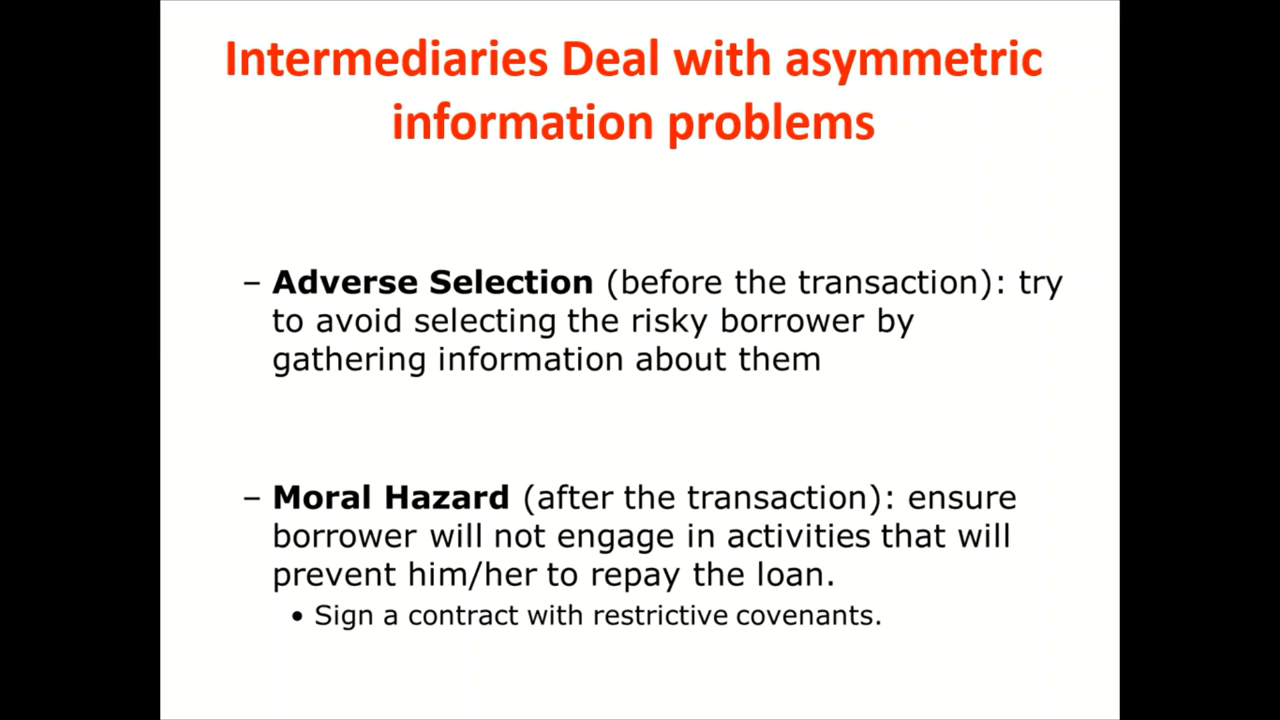 Intermediaries Deal with asymmetric
information problems
– Adverse Selection (before the transaction): try
to avoid selecting the risky borrower by
gathering information about them
– Moral Hazard (after the transaction): ensure
borrower will not engage in activities that will
prevent him/her to repay the loan.
• Sign a contract with restrictive covenants.